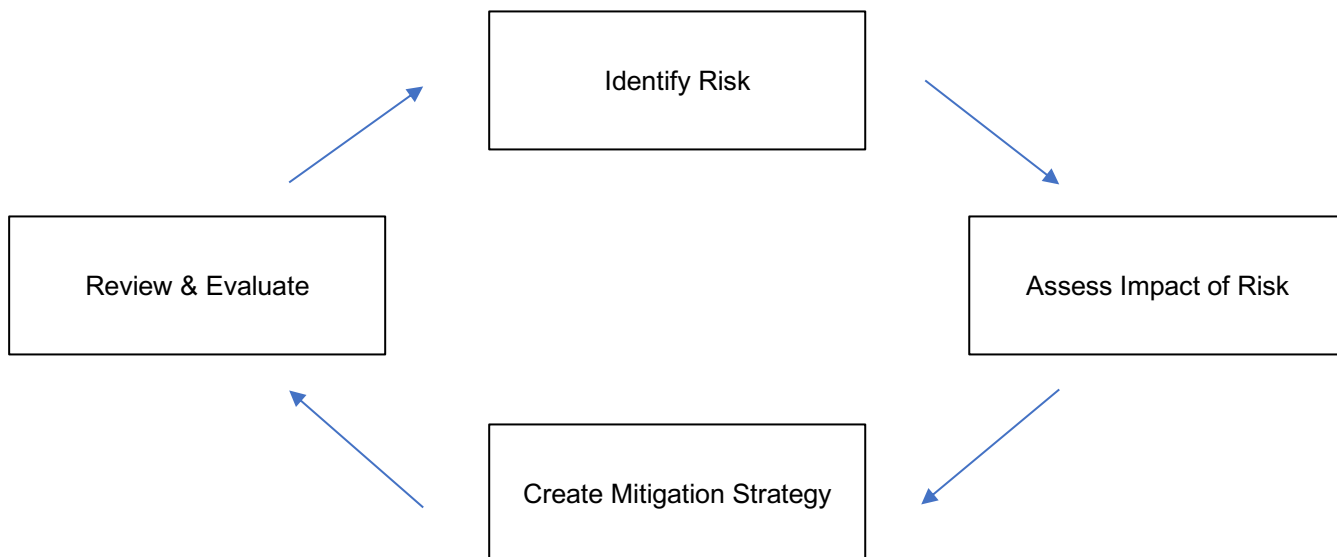 Identify Risk
Review & Evaluate
Assess Impact of Risk
Create Mitigation Strategy